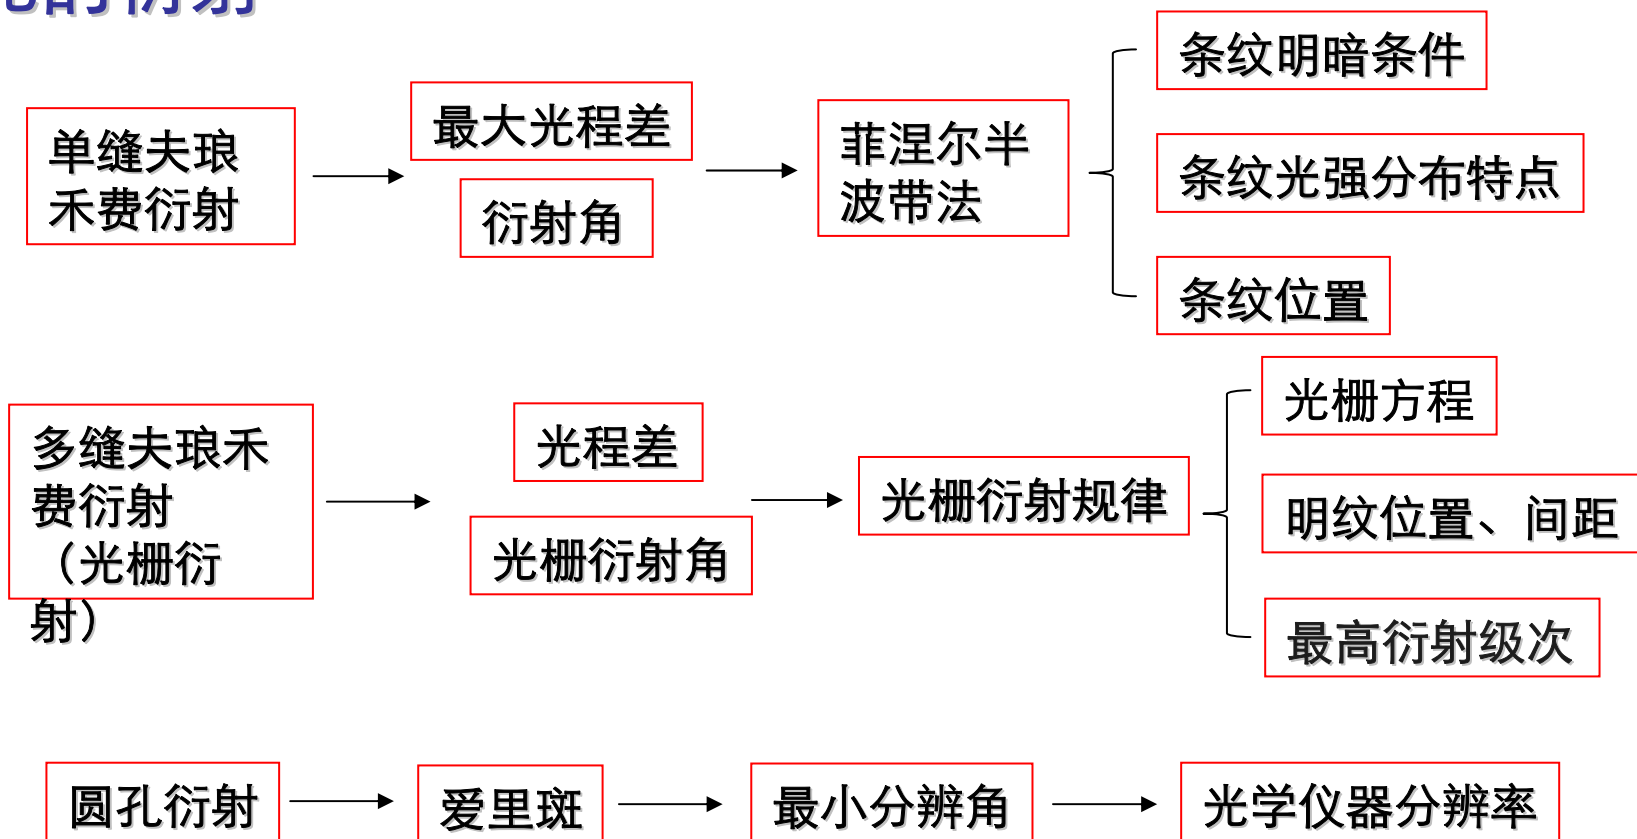 的衍射
单缝夫琅
禾费衍射
最大光程差
衍射角
菲涅尔半
波带法
条纹明暗条件
条纹光强分布特点
条纹位置
多缝夫琅禾
费衍射
（光栅衍
射）
光程差
光栅衍射角
光栅衍射规律
光栅方程
明纹位置、间距
最高衍射级次
圆孔衍射
爱里斑
最小分辨角
光学仪器分辨率